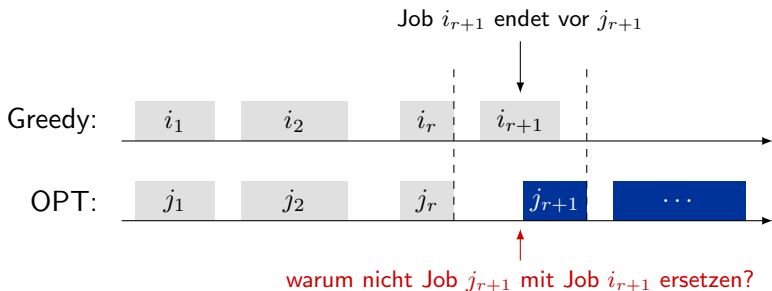 Job i_{r+1} endet vor j_{r+1}
Greedy: i_1 i_2 i_r i_{r+1}
OPT: j_1 j_2 j_r j_{r+1} ⋯
warum nicht Job j_{r+1} mit Job i_{r+1} ersetzen?